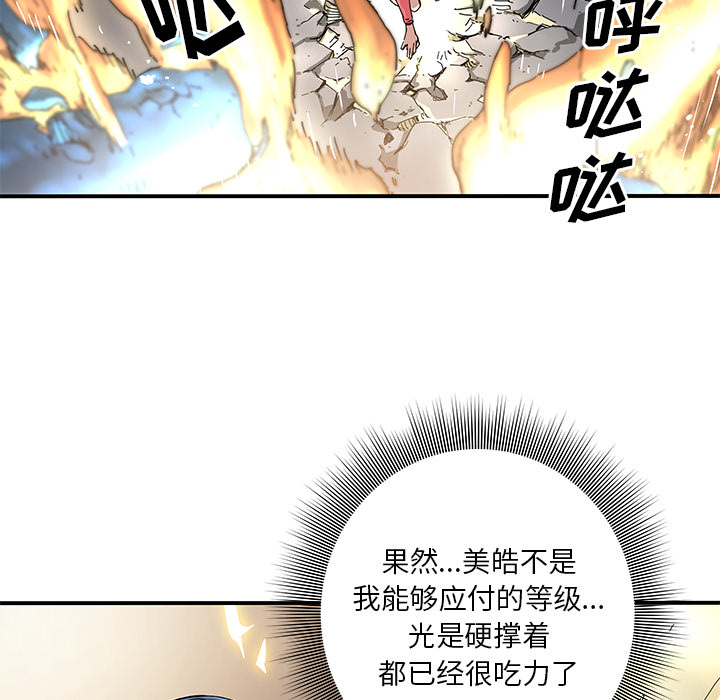 哒
呼
哒
哒
果然...美皓不是
我能够应付的等级...
光是硬撑着
都已经很吃力了